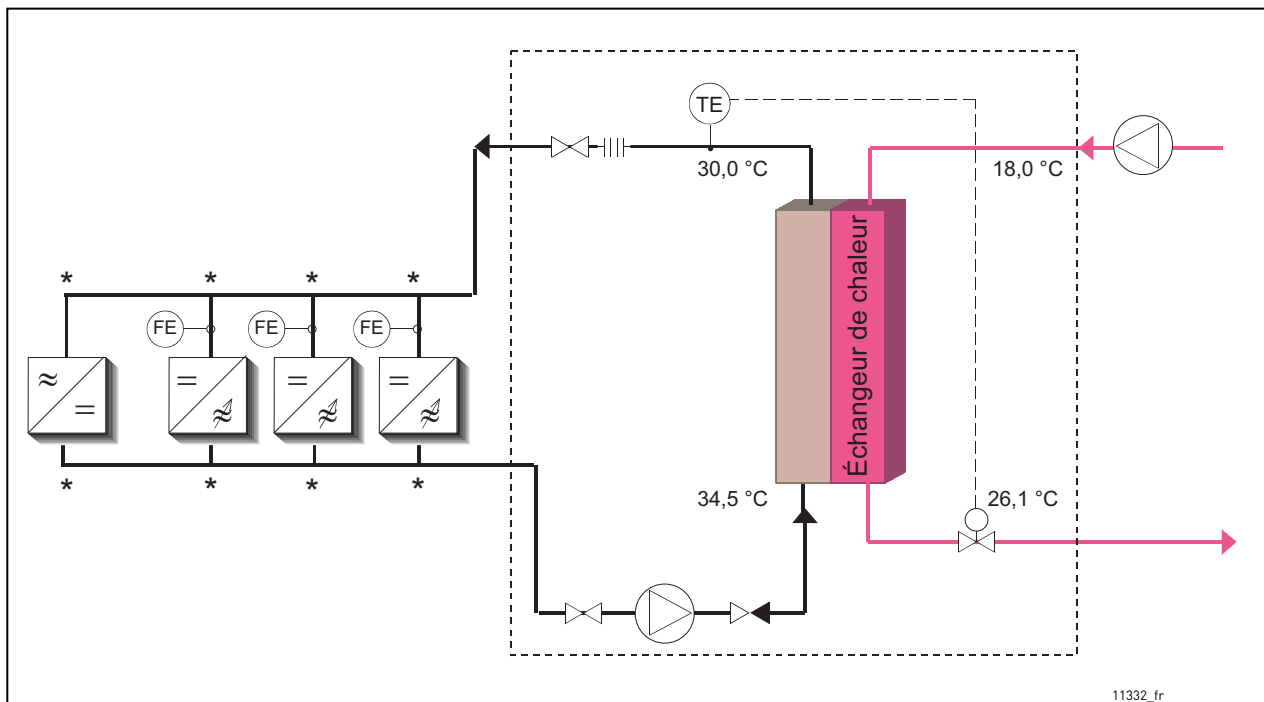 TE
30,0 °C
18,0 °C
* * * *
FE FE FE
≈ = = ≈ = ≈ = ≈
Échangeur de chaleur
* * * *
34,5 °C
26,1 °C
11332_fr